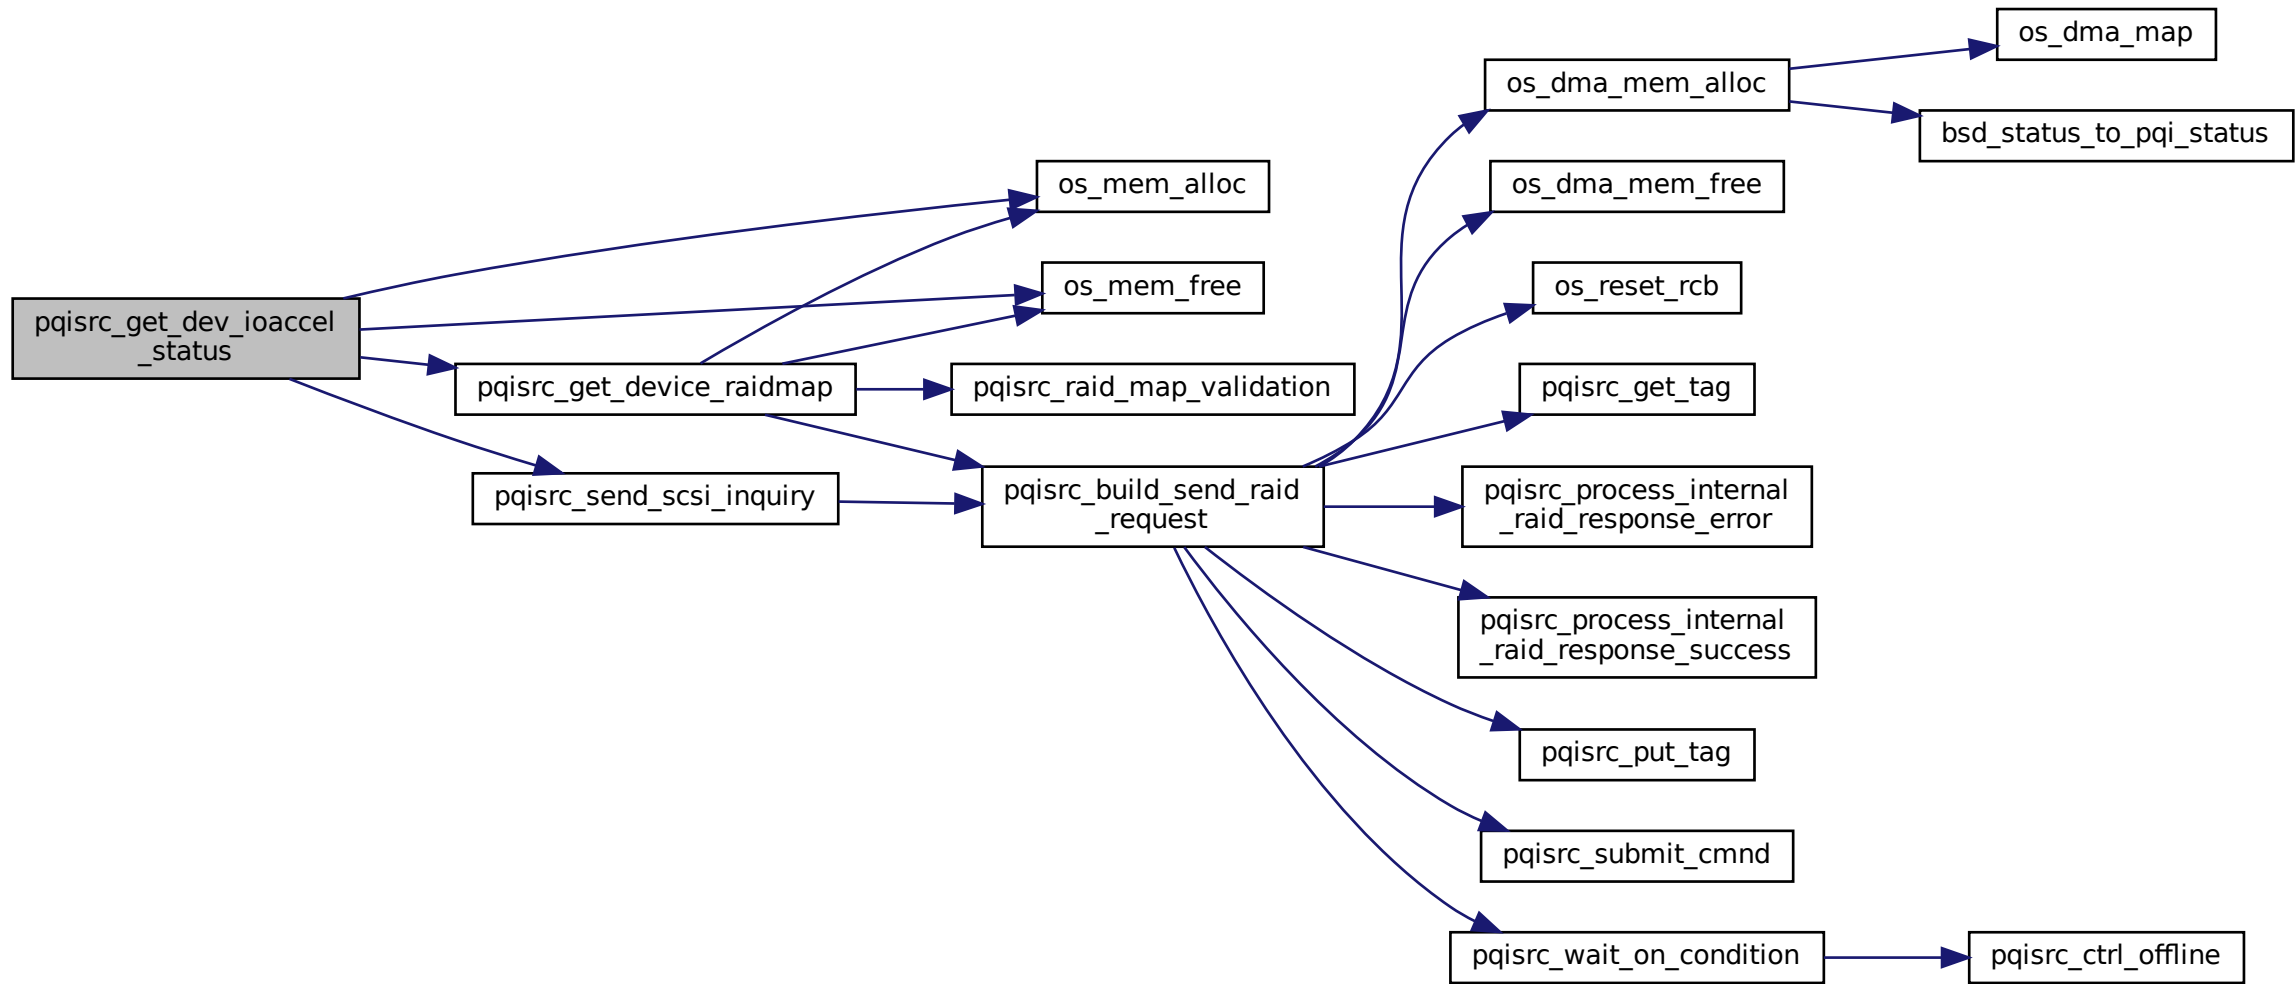 pqisrc_get_dev_ioaccel
_status
os_mem_alloc
os_mem_free
pqisrc_get_device_raidmap
pqisrc_raid_map_validation
pqisrc_send_scsi_inquiry
pqisrc_build_send_raid
_request
os_dma_mem_alloc
os_dma_map
bsd_status_to_pqi_status
os_dma_mem_free
os_reset_rcb
pqisrc_get_tag
pqisrc_process_internal
_raid_response_error
pqisrc_process_internal
_raid_response_success
pqisrc_put_tag
pqisrc_submit_cmnd
pqisrc_wait_on_condition
pqisrc_ctrl_offline